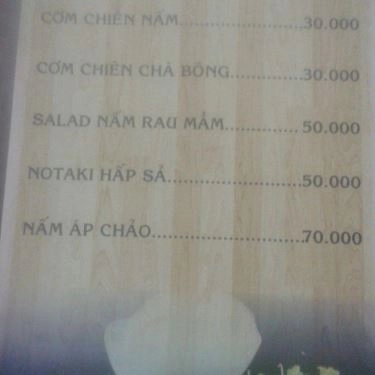 CƠM CHIÊN NẤM.....................30.000
CƠM CHIÊN CHÀ BÔNG............30.000
SALAD NẤM RAU MẦM............ 50.000
NOTAKI HẤP SẢ......................50.000
NẤM ÁP CHẢO.........................70.000